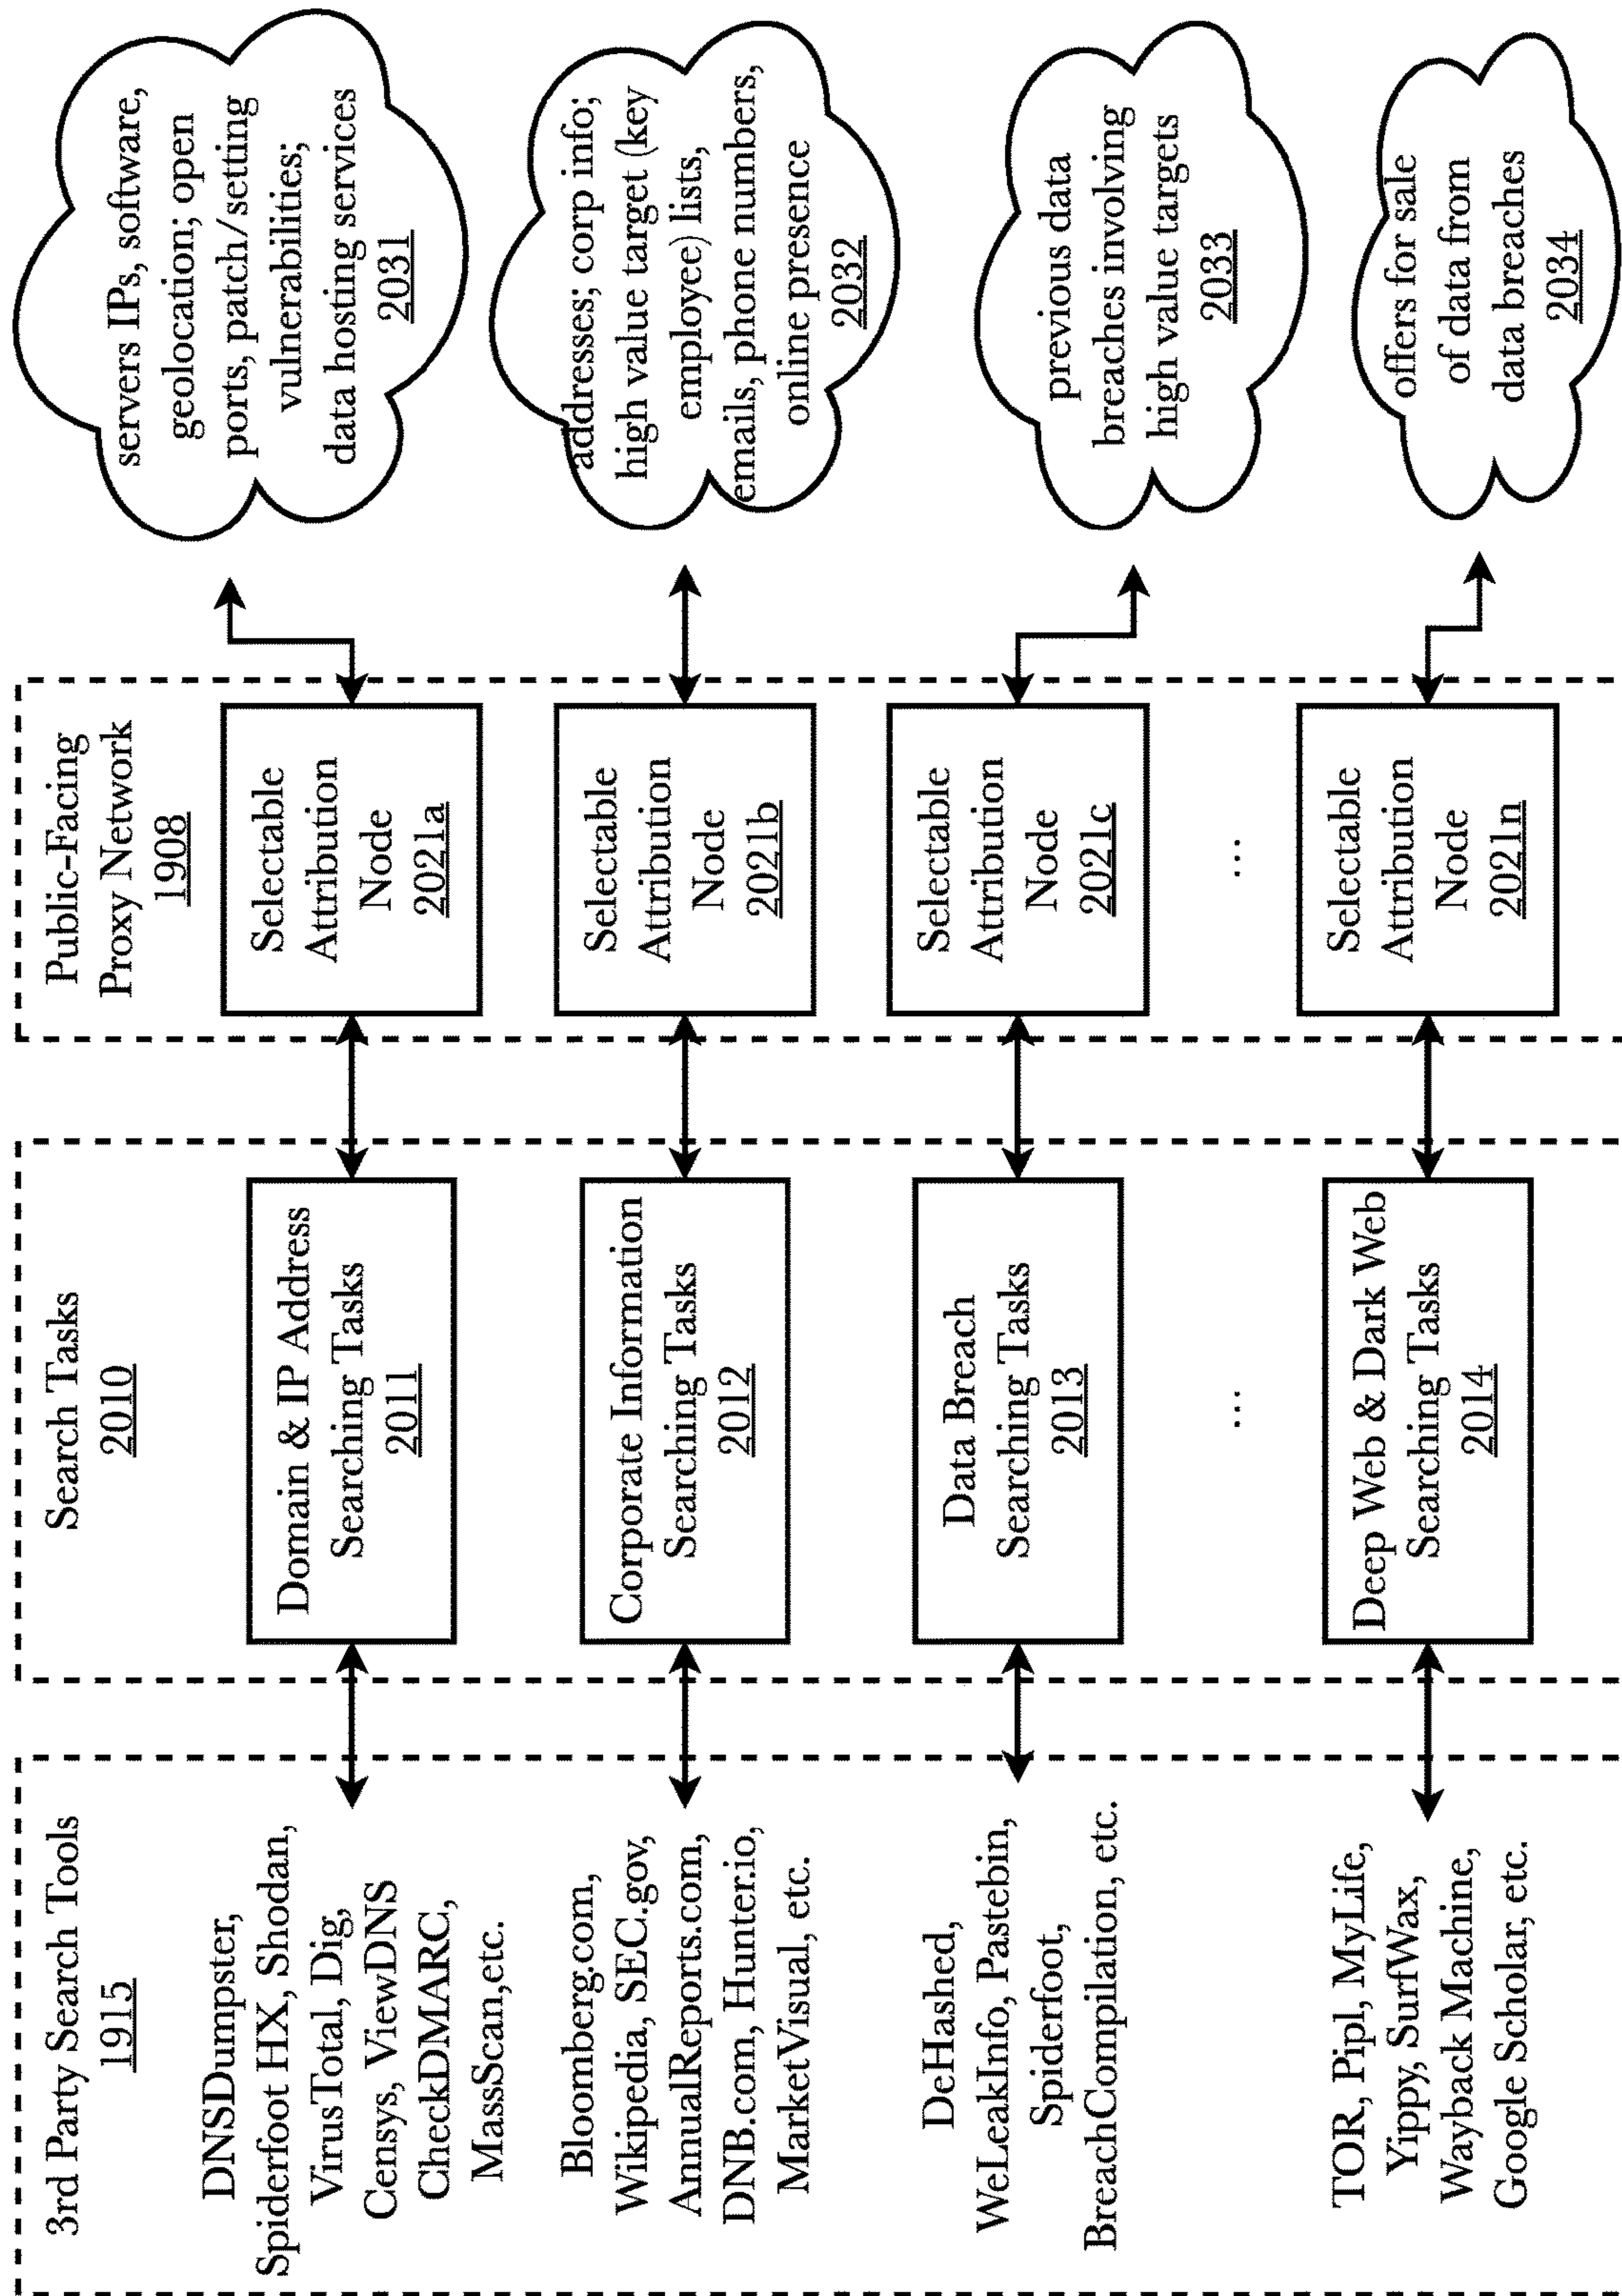 3rd Party Search Tools
1915
DNSDumpster,
Spiderfoot HX, Shodan,
VirusTotal, Dig,
Censys, ViewDNS
CheckDMARC,
MassScan,etc.
Bloomberg.com,
Wikipedia, SEC.gov,
AnnualReports.com,
DNB.com, Hunter.io,
MarketVisual, etc.
DeHashed,
WeLeakInfo, Pastebin,
Spiderfoot,
BreachCompilation, etc.
TOR, Pipl, MyLife,
Yippy, SurfWax,
Wayback Machine,
Google Scholar, etc.
Search Tasks
2010
Domain & IP Address
Searching Tasks
2011
Corporate Information
Searching Tasks
2012
Data Breach
Searching Tasks
2013
...
Deep Web & Dark Web
Searching Tasks
2014
Public-Facing
Proxy Network
1908
Selectable
Attribution
Node
2021a
Selectable
Attribution
Node
2021b
Selectable
Attribution
Node
2021c
...
Selectable
Attribution
Node
2021n
servers IPs, software,
geolocation; open
ports, patch/setting
vulnerabilities;
data hosting services
2031
addresses; corp info;
high value target (key
employee) lists,
emails, phone numbers,
online presence
2032
previous data
breaches involving
high value targets
2033
offers for sale
of data from
data breaches
2034